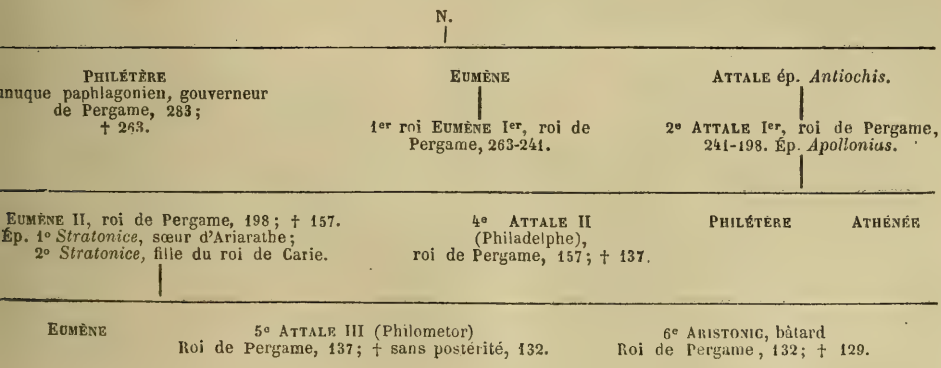 N.
PHILÉTÈRE
nuque paphlagonien, gouverneur
de Pergame, 283;
† 263.
EUMÈNE
1er roi EUMÈNE Ier, roi de
Pergame, 263-241.
ATTALE ép. Antiochis.
2e ATTALE Ier, roi de Pergame,
241-198. Ép. Apollonias.
EUMÈNE II, roi de Pergame, 198; † 157.
Ép. 1o Stratonice, sœur d'Ariarathe;
2o Stratonice, fille du roi de Carie.
4e ATTALE II
(Philadelphe),
roi de Pergame, 157; † 137.
PHILÉTÈRE
ATHÉNÉE
EUMÈNE
5e ATTALE III (Philometor)
Roi de Pergame, 137; † sans postérité, 132.
6e ARISTONIC, bâtard
Roi de Pergame, 132; † 129.